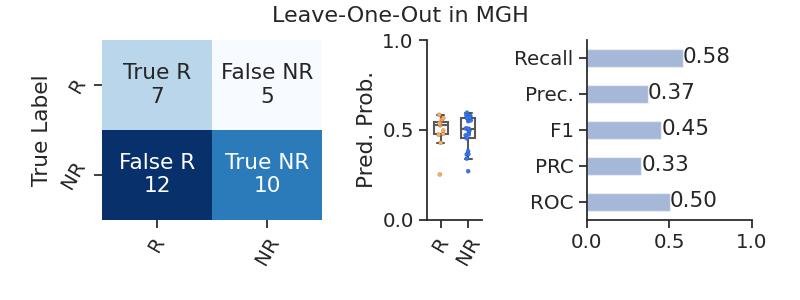 Leave-One-Out in MGH
True Label
R
NR
True R
7
False NR
5
False R
12
True NR
10
R
NR
Pred. Prob.
1.0
0.5
0.0
R
NR
Recall
0.58
Prec.
0.37
F1
0.45
PRC
0.33
ROC
0.50
0.0
0.5
1.0